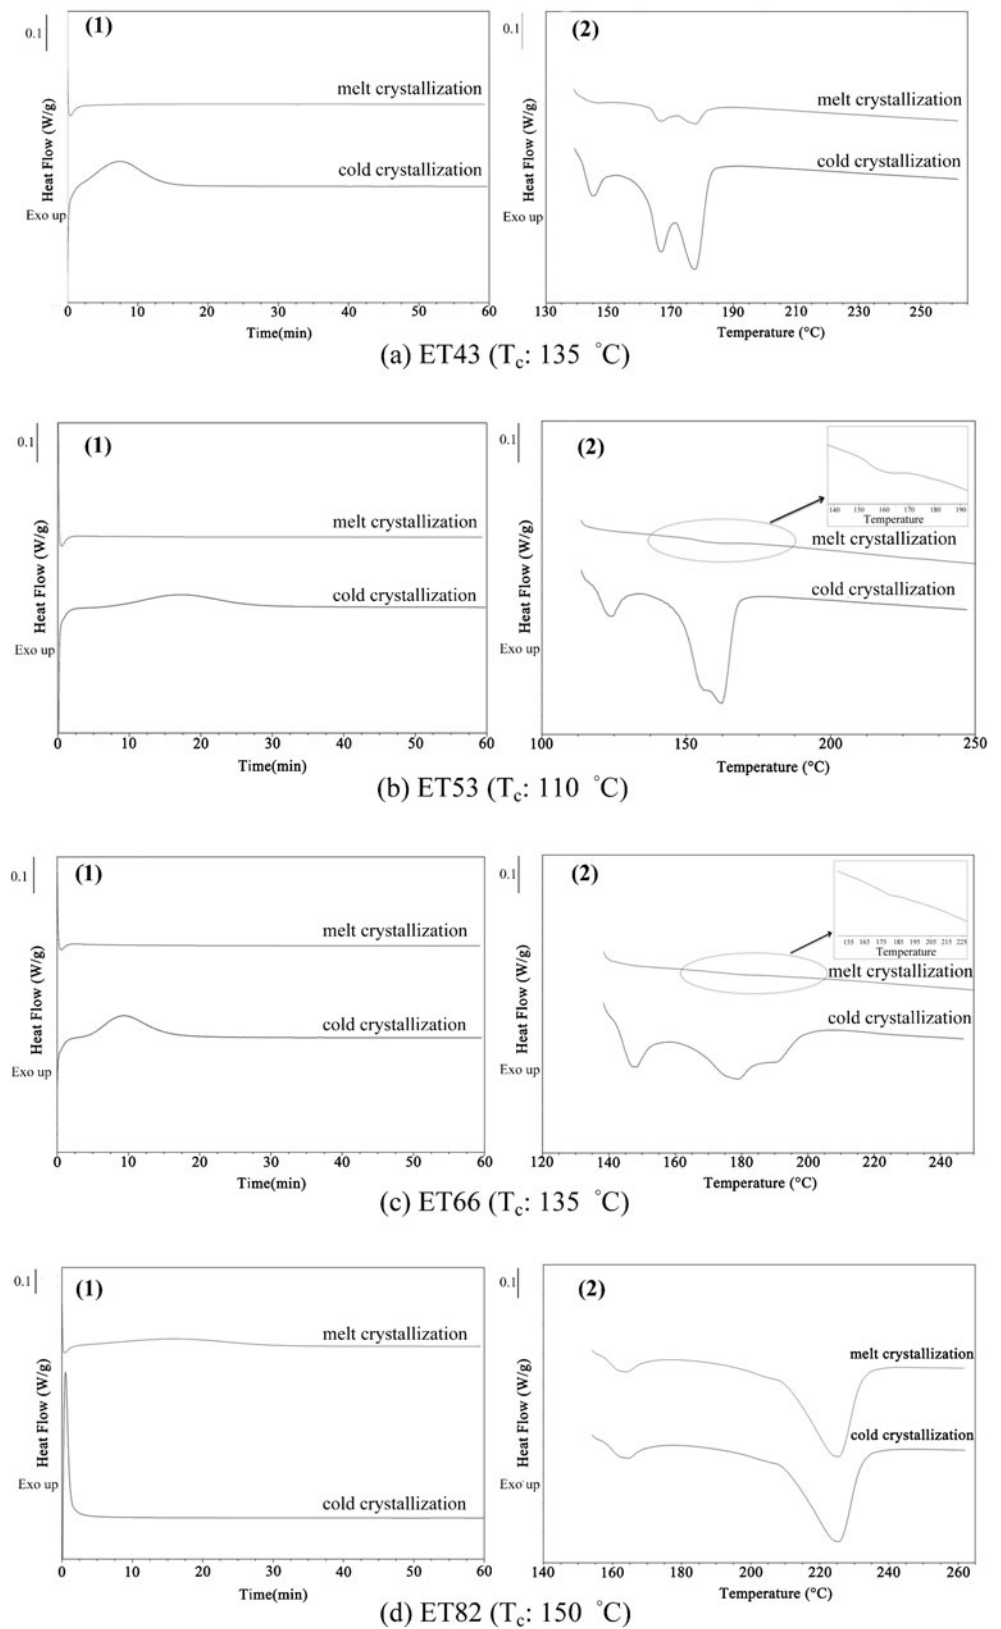 0.1
(1)
melt crystallization
cold crystallization
Heat Flow (W/g)
Exo up
0 10 20 30 40 50 60
Time(min)
(2)
melt crystallization
cold crystallization
Heat Flow (W/g)
Exo up
130 150 170 190 210 230 250
Temperature (°C)
(a) ET43 (Tc: 135 °C)
0.1
(1)
melt crystallization
cold crystallization
Heat Flow (W/g)
Exo up
0 10 20 30 40 50 60
Time(min)
0.1
(2)
140 150 160 170 180 190
Temperature
melt crystallization
cold crystallization
Heat Flow (W/g)
Exo up
100 150 200 250
Temperature (°C)
(b) ET53 (Tc: 110 °C)
0.1
(1)
melt crystallization
cold crystallization
Heat Flow (W/g)
Exo up
0 10 20 30 40 50 60
Time(min)
0.1
(2)
155 165 175 185 195 205 215 225
Temperature
melt crystallization
cold crystallization
Heat Flow (W/g)
Exo up
120 140 160 180 200 220 240
Temperature (°C)
(c) ET66 (Tc: 135 °C)
0.1
(1)
melt crystallization
cold crystallization
Heat Flow (W/g)
Exo up
0 10 20 30 40 50 60
Time(min)
0.1
(2)
melt crystallization
cold crystallization
Heat Flow (W/g)
Exo up
140 160 180 200 220 240 260
Temperature (°C)
(d) ET82 (Tc: 150 °C)